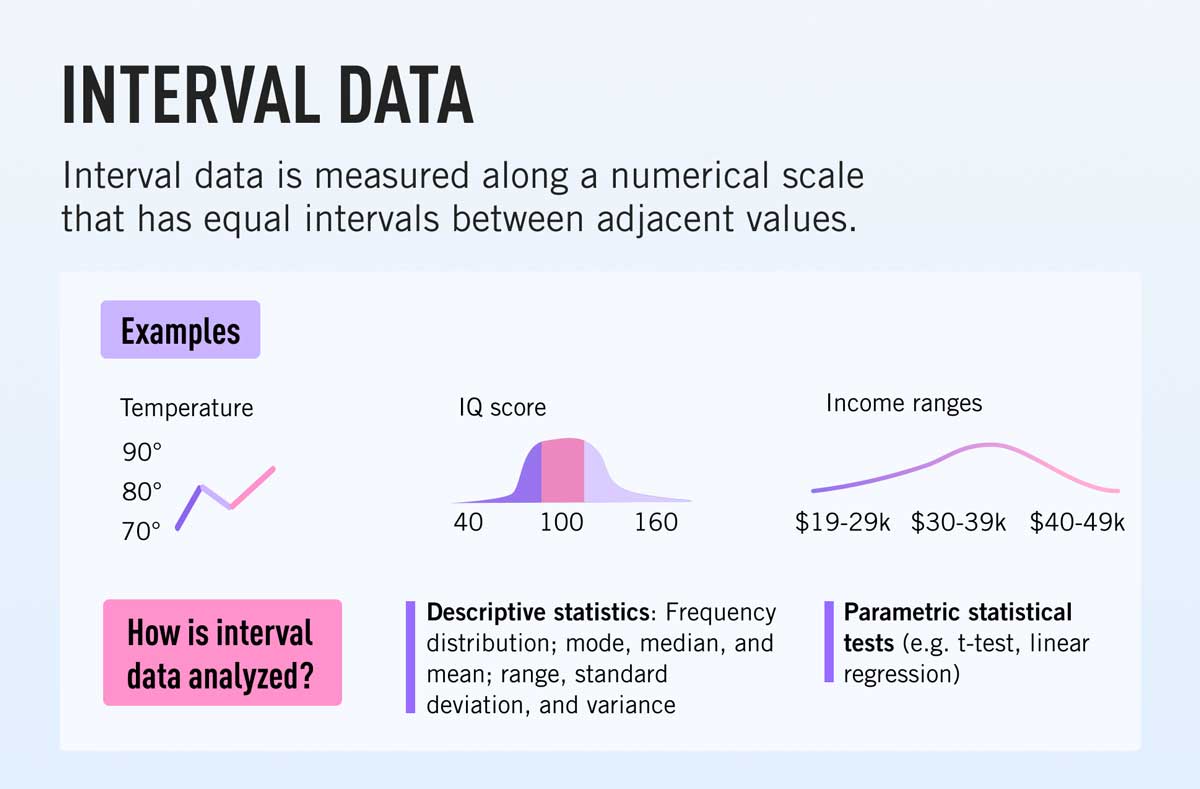 INTERVAL DATA
Interval data is measured along a numerical scale
that has equal intervals between adjacent values.
Examples
Temperature
90°
80°
70°
IQ score
40 100 160
Income ranges
$19-29k $30-39k $40-49k
How is interval
data analyzed?
Descriptive statistics: Frequency
distribution; mode, median, and
mean; range, standard
deviation, and variance
Parametric statistical
tests (e.g. t-test, linear
regression)